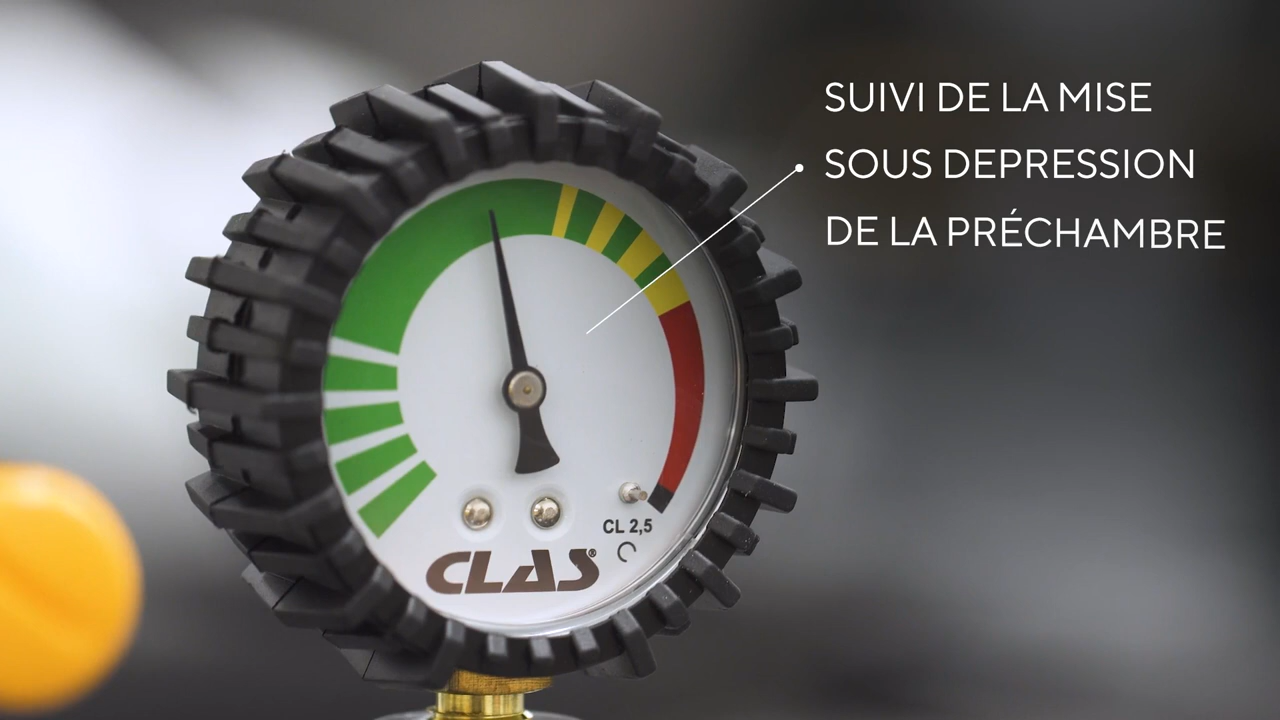 SUIVI DE LA MISE
SOUS DEPRESSION
DE LA PRÉCHAMBRE
CL 2,5
CLAS®